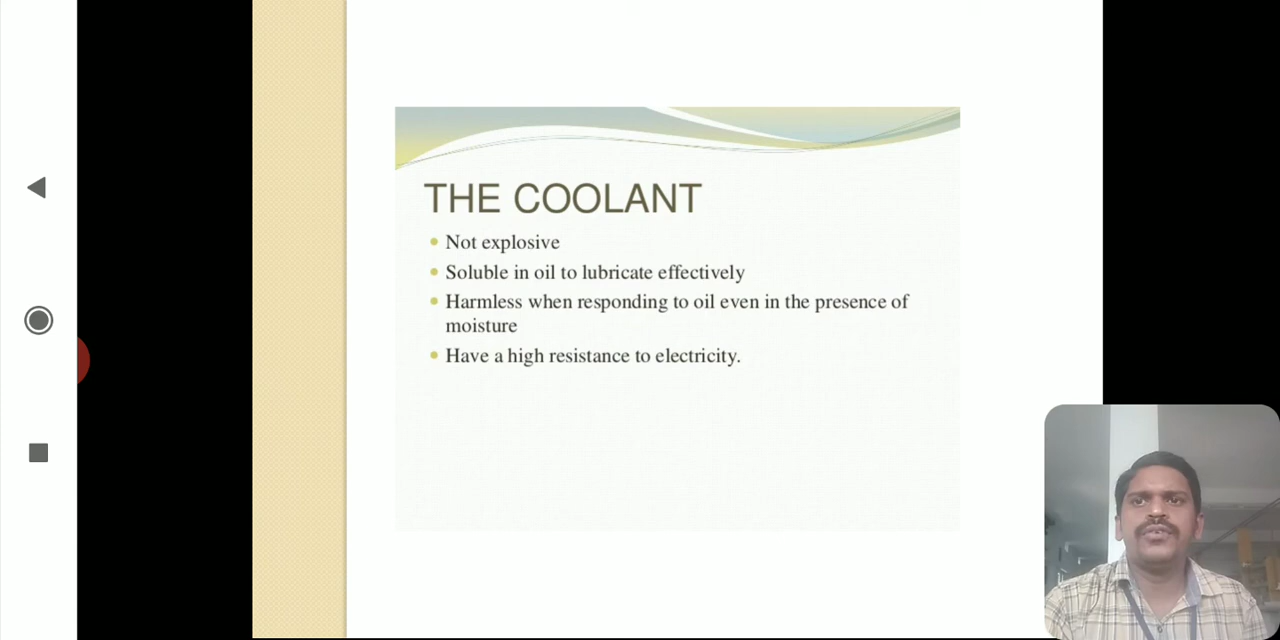 THE COOLANT
Not explosive
Soluble in oil to lubricate effectively
Harmless when responding to oil even in the presence of
moisture
Have a high resistance to electricity.